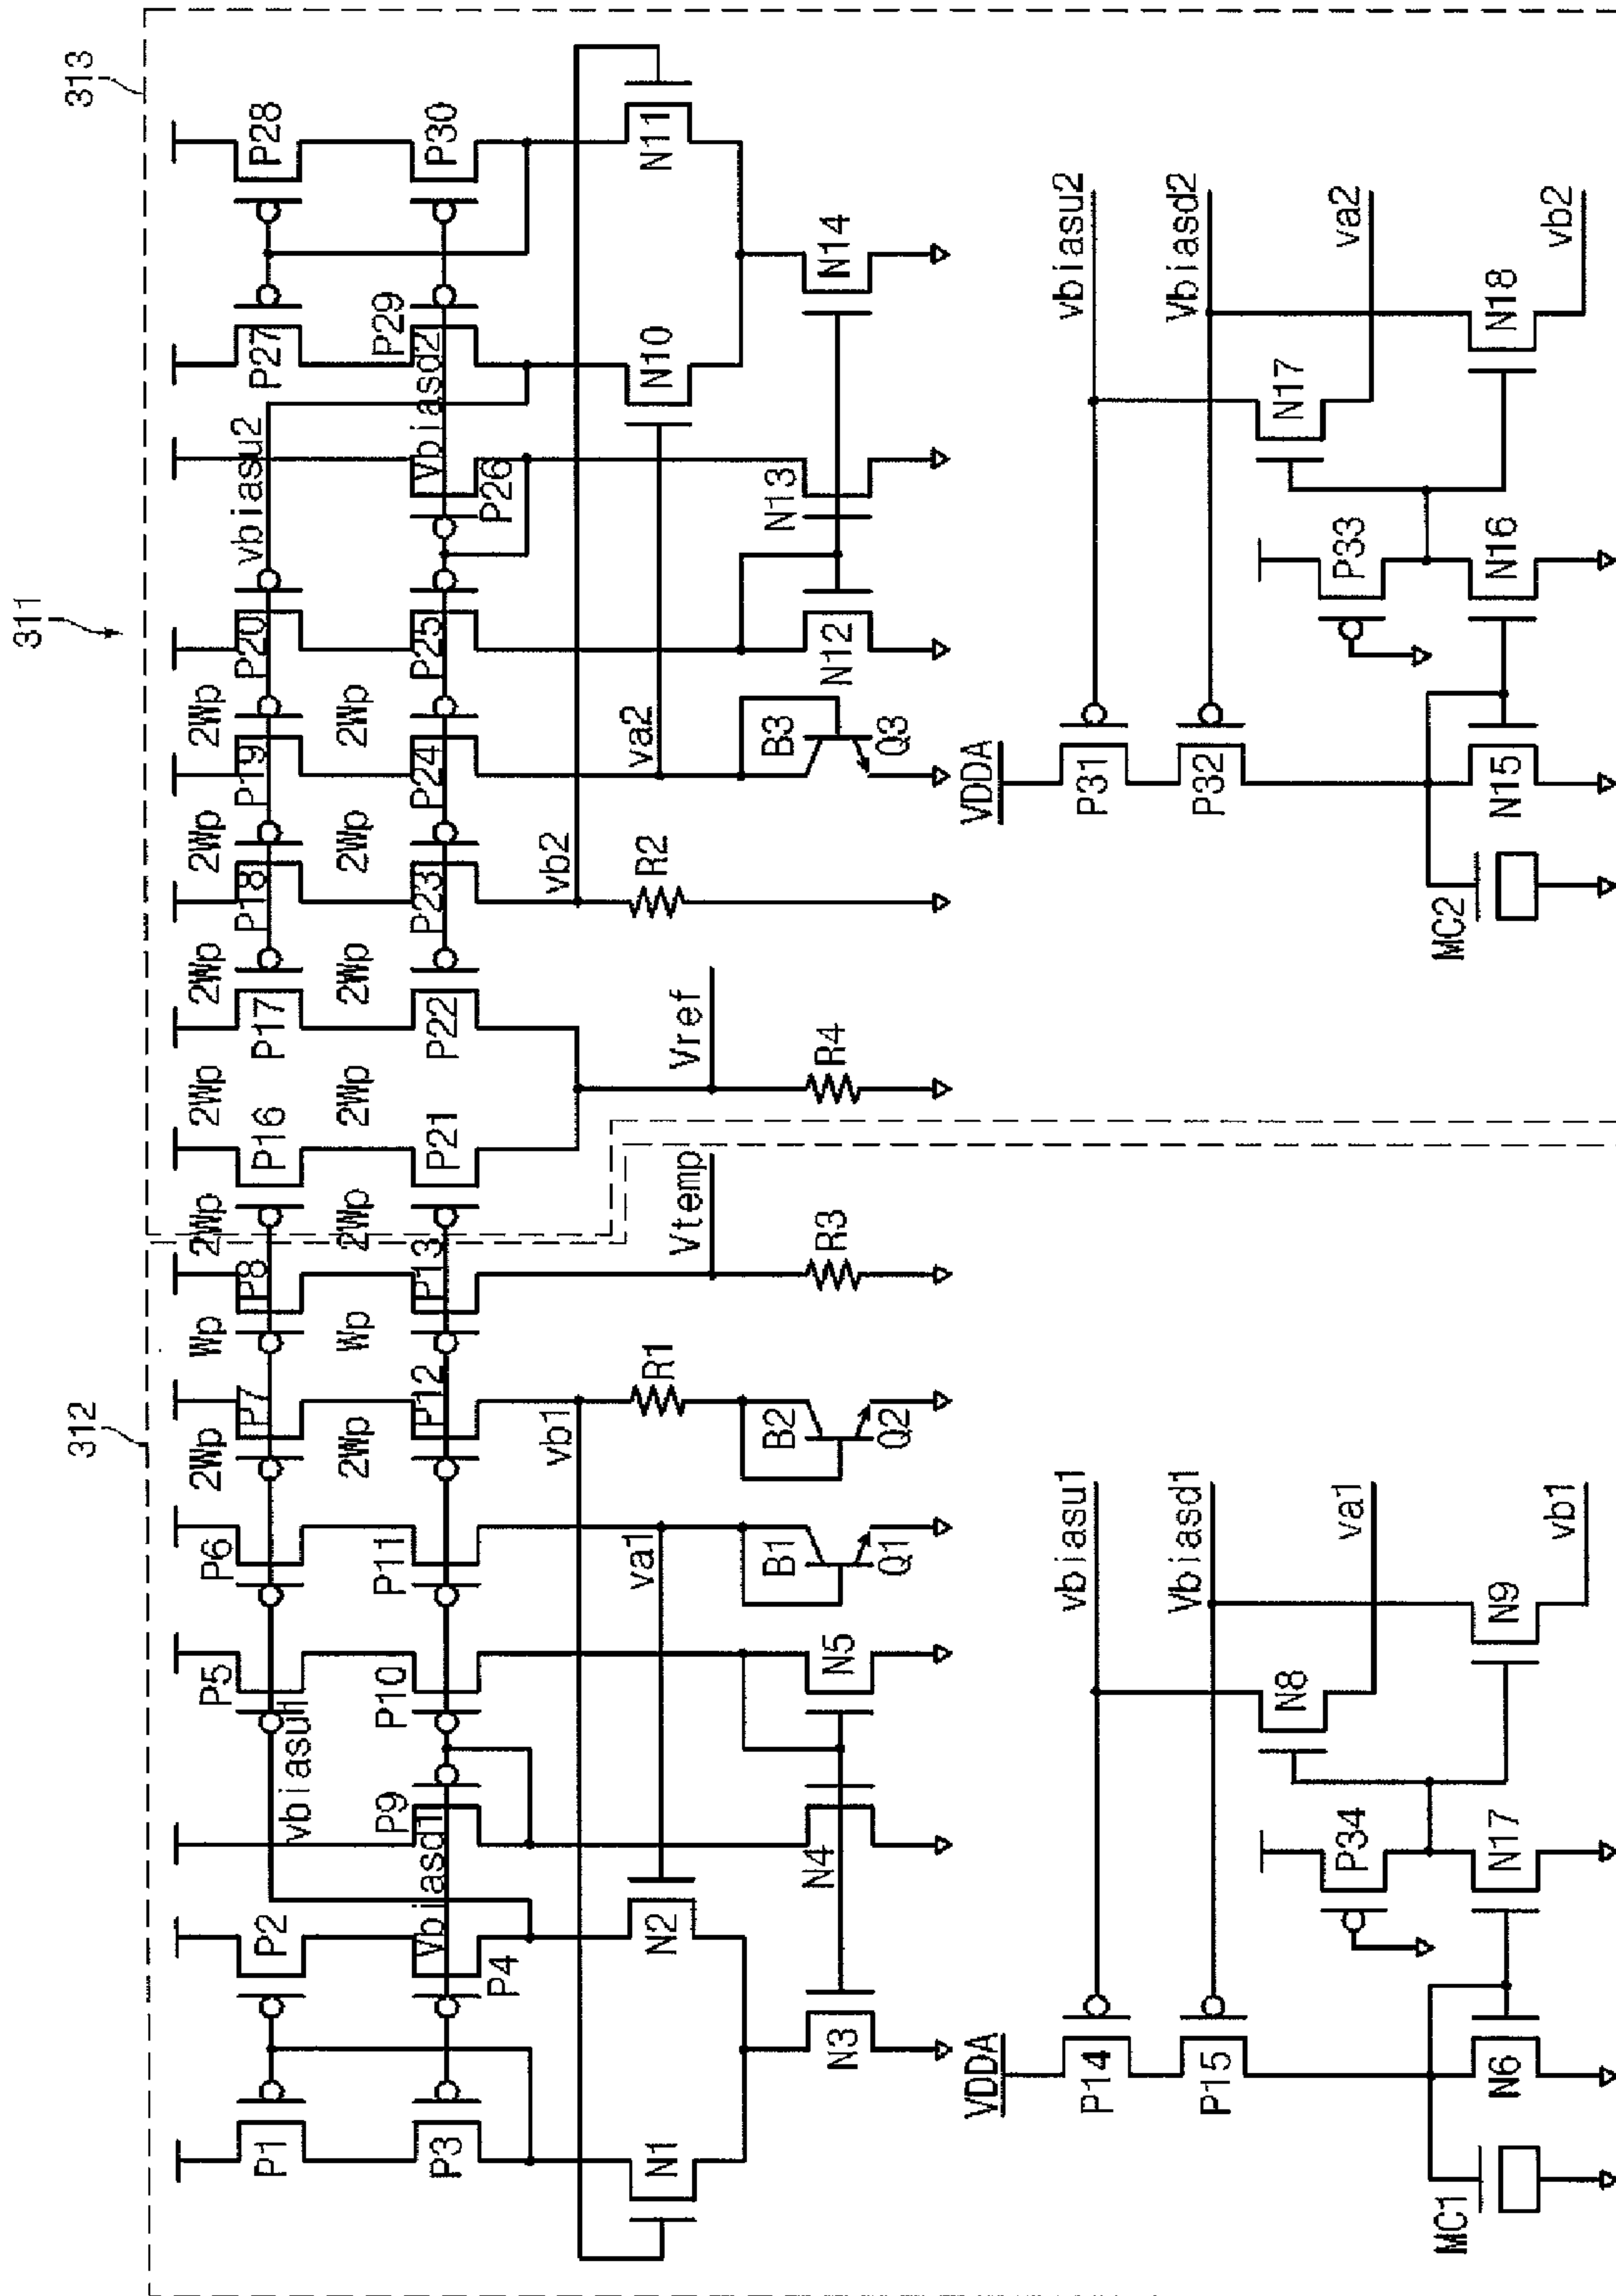 311
312
313
P5
P6
2Wp
Wp
2Wp
2Wp
2Wp
2Wp
2Wp
P1
P2
vbiasu1
P7
P8
P16
P17
P18
P19
P20
vbiasu2
P27
P28
2Wp
Wp
2Wp
2Wp
2Wp
2Wp
2Wp
P3
Vbiasd1
P4
P9
P10
P11
P12
P13
P21
P22
P23
P24
P25
Vbiasd2
P26
P29
P30
vb1
vb2
N1
N2
va1
R1
Vtemp
Vref
R2
va2
N10
N11
N3
N4
N5
B1
Q1
B2
Q2
R3
R4
B3
Q3
N12
N13
N14
VDDA
VDDA
P14
vbiasu1
P31
vbiasu2
P15
Vbiasd1
P32
Vbiasd2
P34
N8
va1
P33
N17
va2
MC1
N6
N17
N9
vb1
MC2
N15
N16
N18
vb2